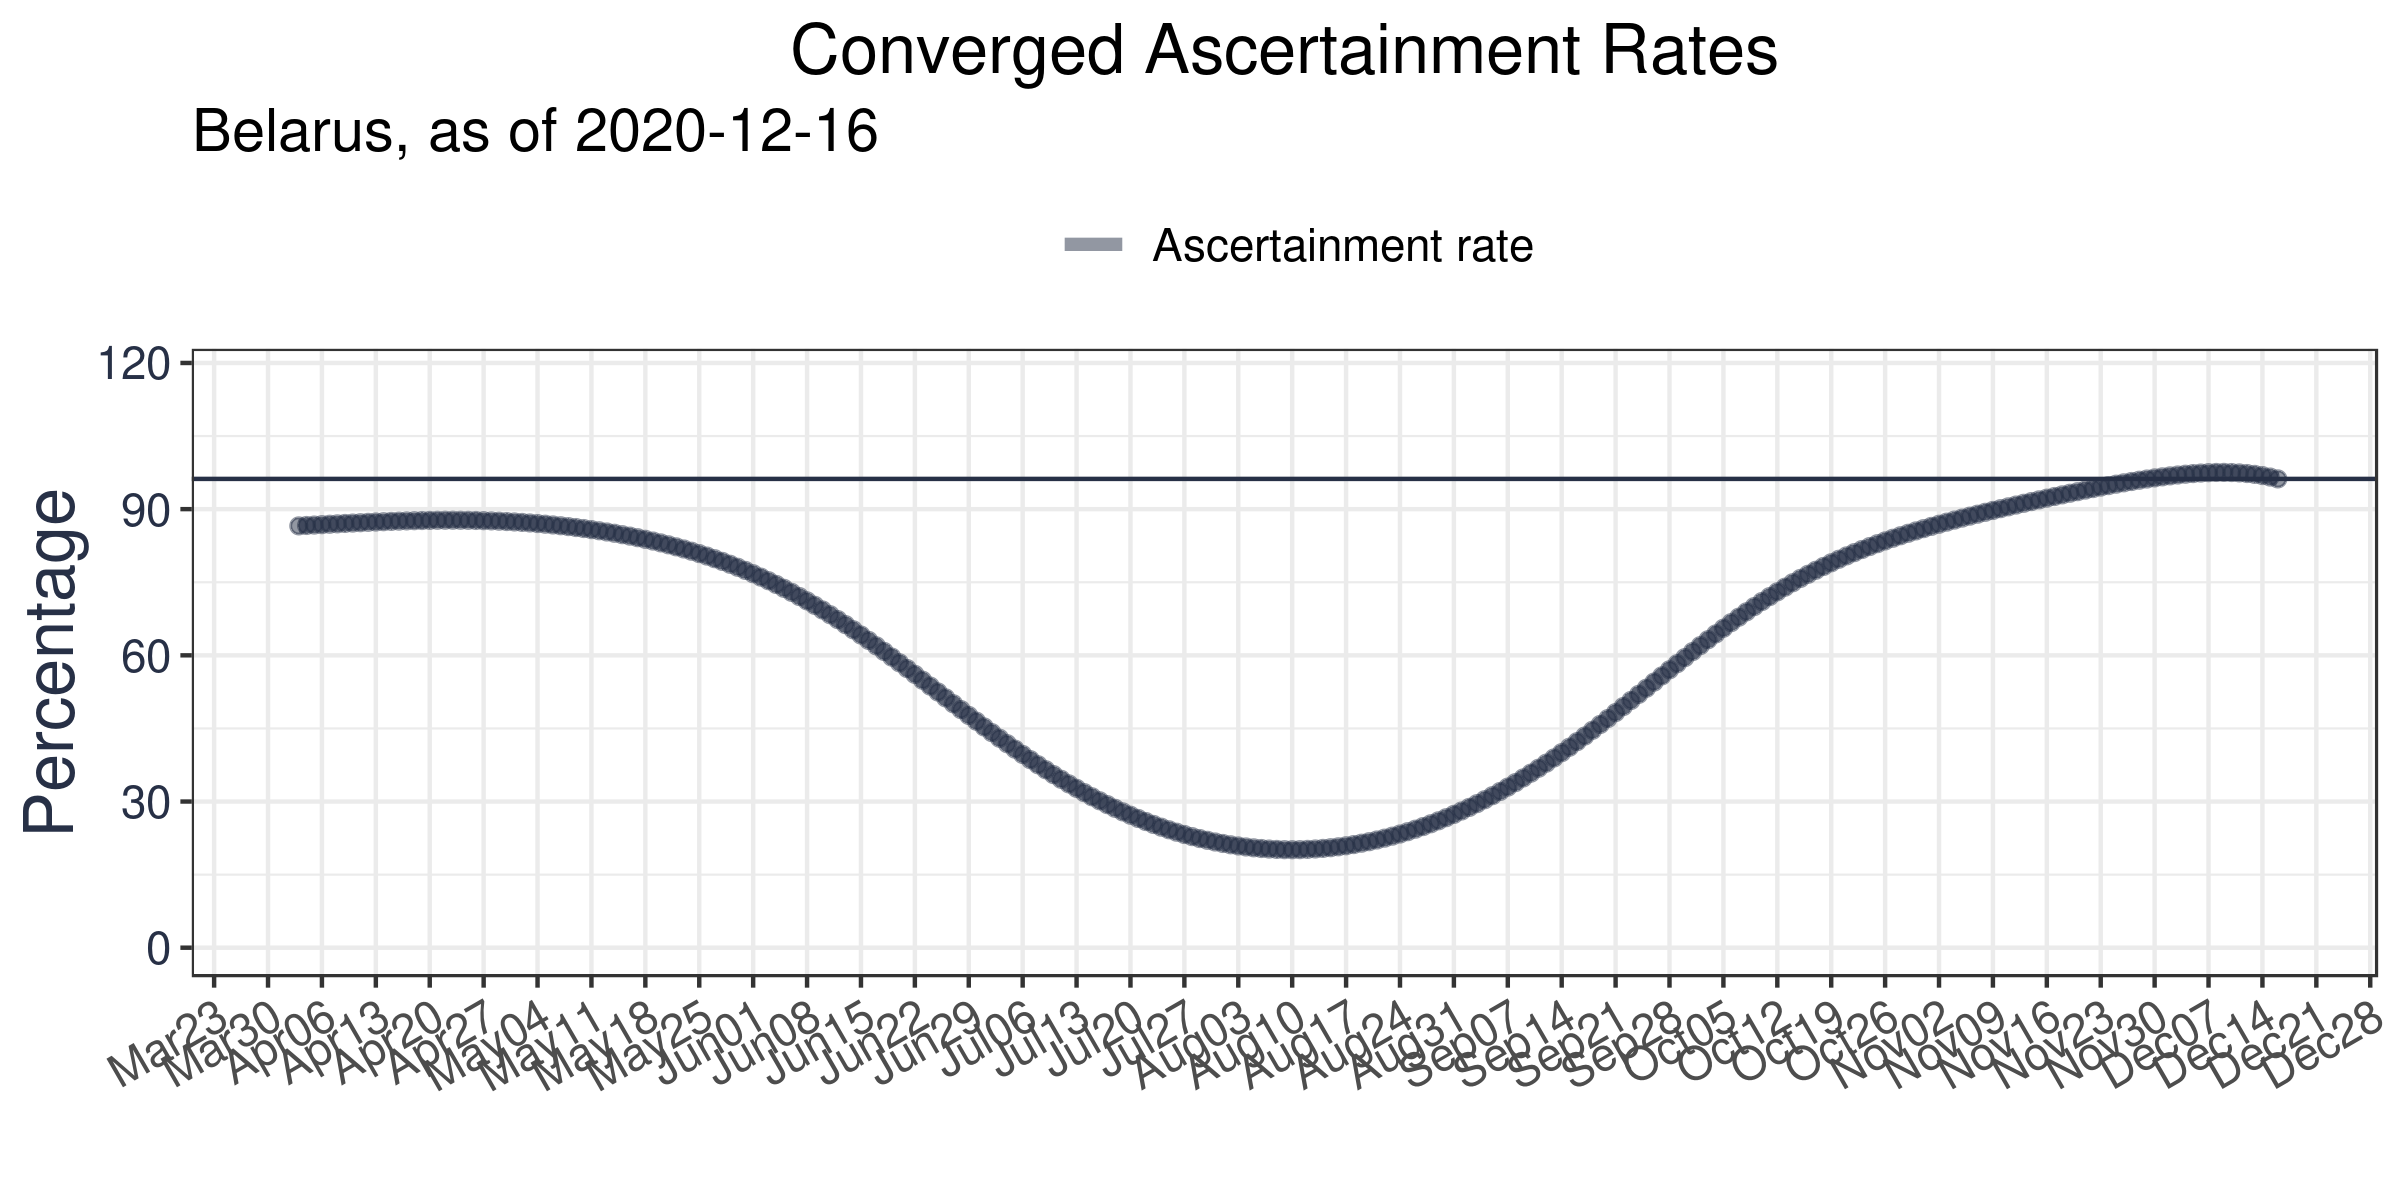 Converged Ascertainment Rates
Belarus, as of 2020-12-16
Ascertainment rate
Percentage
120
90
60
30
0
Mar23 Mar30 Apr06 Apr13 Apr20 Apr27 May04 May11 May18 May25 Jun01 Jun08 Jun15 Jun22 Jun29 Jul06 Jul13 Jul20 Jul27 Aug03 Aug10 Aug17 Aug24 Aug31 Sep07 Sep14 Sep21 Sep28 Oct05 Oct12 Oct19 Oct26 Nov02 Nov09 Nov16 Nov23 Nov30 Dec07 Dec14 Dec21 Dec28